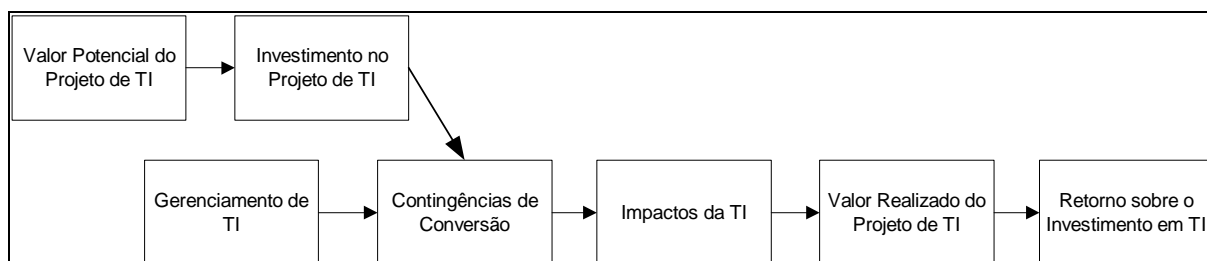 Valor Potencial do
Projeto de TI
Investimento no
Projeto de TI
Gerenciamento de
TI
Contingências de
Conversão
Impactos da TI
Valor Realizado do
Projeto de TI
Retorno sobre o
Investimento em TI